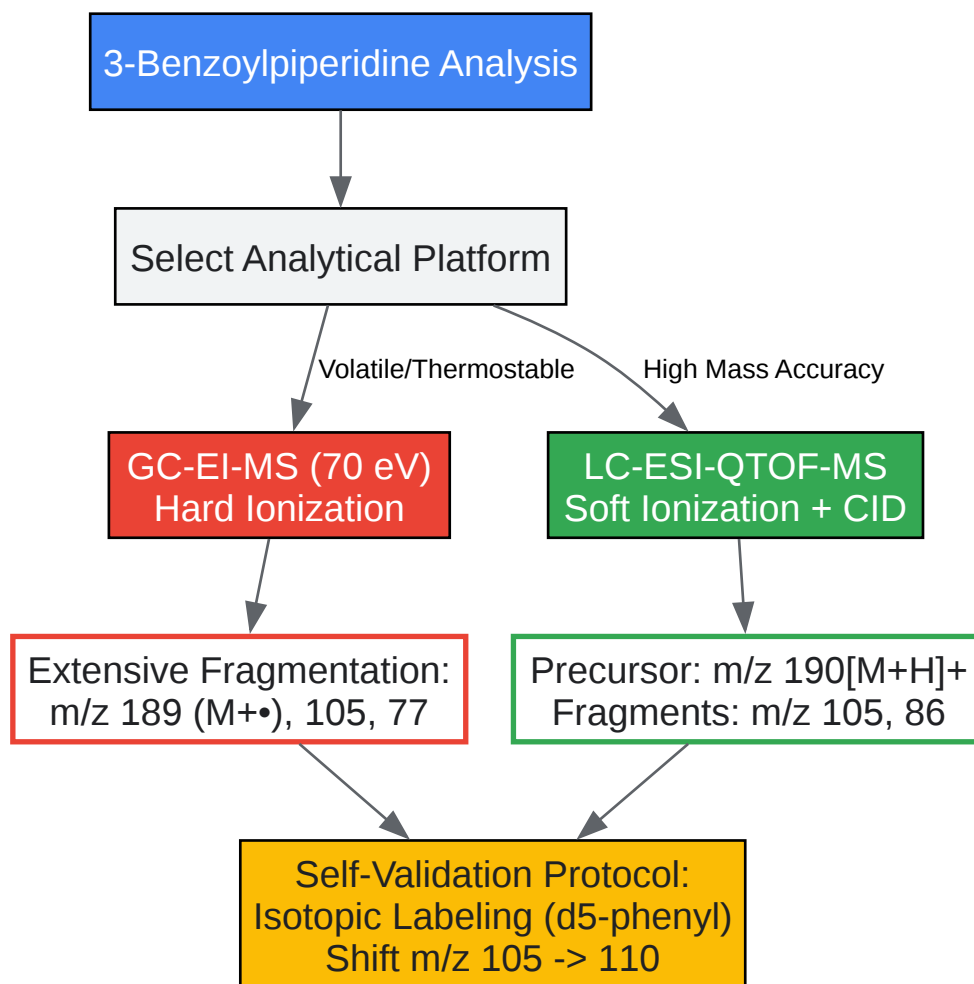 3-Benzoylpiperidine Analysis
Select Analytical Platform
Volatile/Thermostable
High Mass Accuracy
GC-EI-MS (70 eV)
Hard Ionization
LC-ESI-QTOF-MS
Soft Ionization + CID
Extensive Fragmentation:
m/z 189 (M+•), 105, 77
Precursor: m/z 190[M+H]+
Fragments: m/z 105, 86
Self-Validation Protocol:
Isotopic Labeling (d5-phenyl)
Shift m/z 105 -> 110